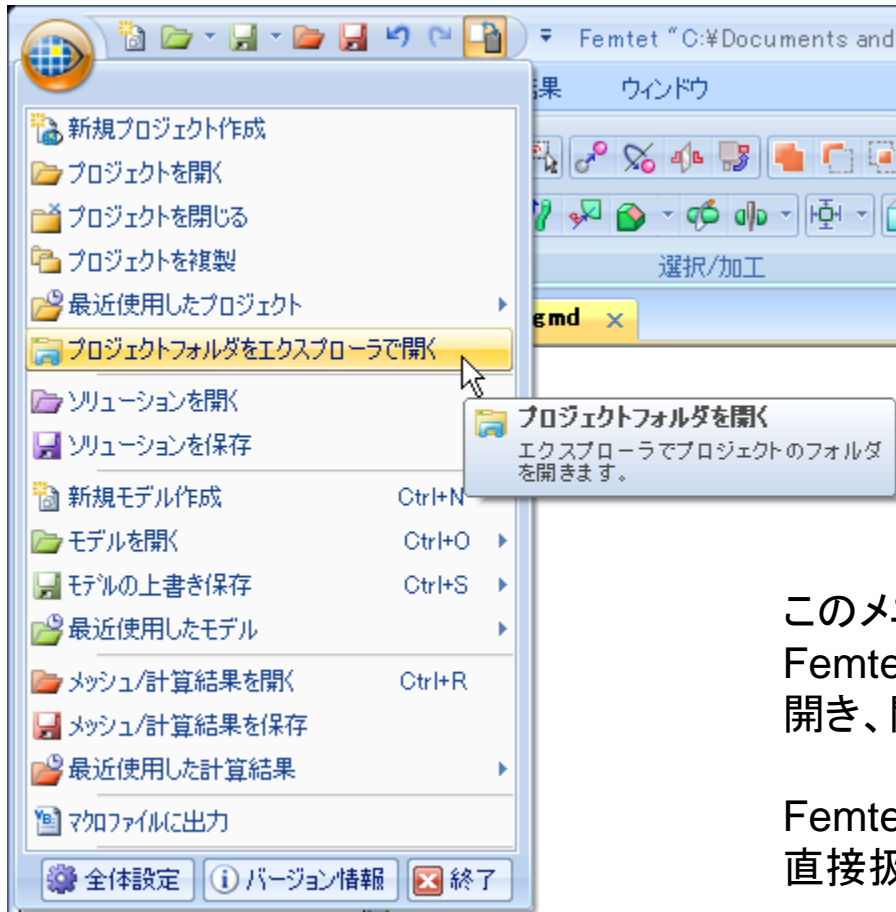 Femtet "C:¥Documents and
果 ウィンドウ
新規プロジェクト作成
プロジェクトを開く
プロジェクトを閉じる
プロジェクトを複製
最近使用したプロジェクト
プロジェクトフォルダをエクスプローラで開く
ソリューションを開く
ソリューションを保存
新規モデル作成 Ctrl+N
モデルを開く Ctrl+O
モデルの上書き保存 Ctrl+S
最近使用したモデル
メッシュ/計算結果を開く Ctrl+R
メッシュ/計算結果を保存
最近使用した計算結果
マクロファイルに出力
全体設定 バージョン情報 終了
選択/加工
gmd
プロジェクトフォルダを開く
エクスプローラでプロジェクトのフォルダ
を開きます。
このメ
Femte
開き、
Femte
直接